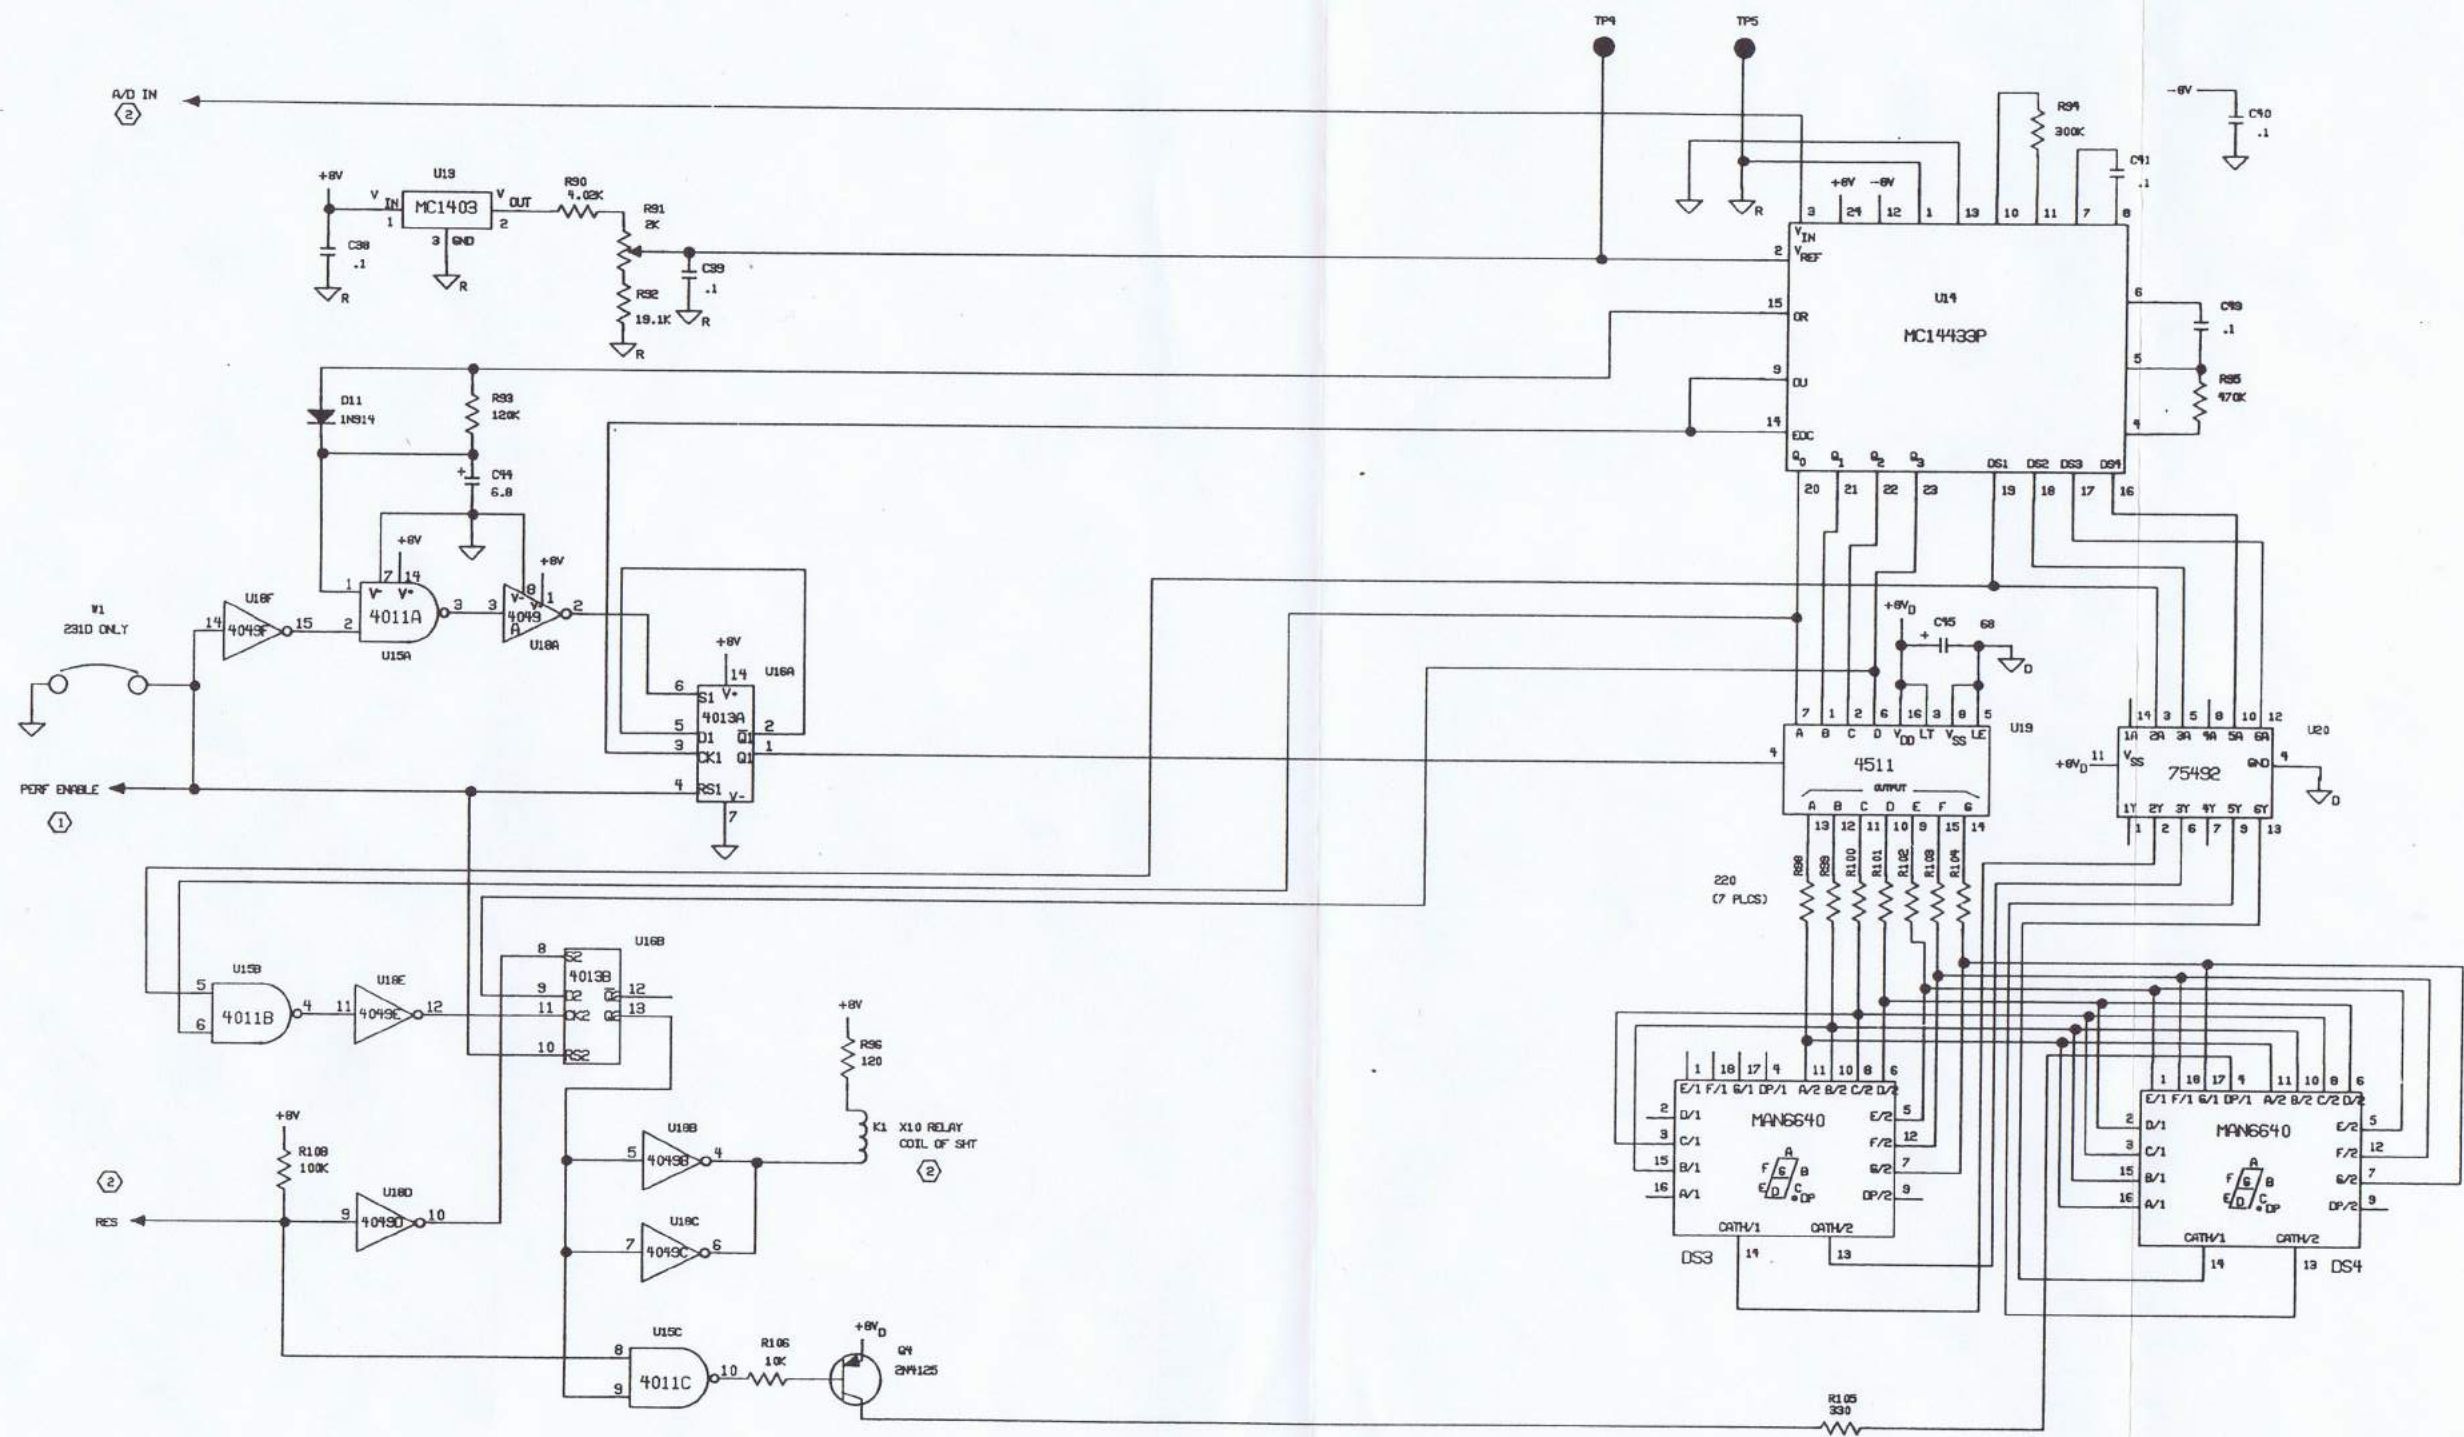 TP4
TP5
A/D IN
2
+8V
V IN
1
U13
MC1403
V OUT
2
3 GND
R
C38
.1
R
R90
4.02K
R91
2K
R92
19.1K
R
C39
.1
R
R
3
24
12
1
13
10
11
7
8
+8V
-8V
R94
300K
C41
.1
-8V
C40
.1
V IN
2
V REF
15
OR
9
OU
14
EOC
U14
MC14433P
6
C43
.1
5
R95
470K
4
Q0
Q1
Q2
Q3
DS1
DS2
DS3
DS4
20
21
22
23
19
18
17
16
D11
1N914
R93
120K
+
C44
6.8
+8V
7
14
V-
V+
1
4011A
2
3
U15A
3
+8V
8
1
V-
V+
4049
A
2
U18A
W1
231D ONLY
U18F
14
4049F
15
PERF ENABLE
1
+8V
14
U16A
6
S1
V+
4013A
5
D1
Q1
2
3
CK1
Q1
1
4
RS1
V-
7
+8VD
C45
68
+
D
7
1
2
6
16
3
8
5
A
B
C
D
VDD
LT
VSS
LE
U19
4
4511
OUTPUT
A
B
C
D
E
F
G
13
12
11
10
9
15
14
R98
R99
R100
R101
R102
R103
R104
220
(7 PLCS)
14
3
5
8
10
12
1A
2A
3A
4A
5A
6A
U20
+8VD
11
VSS
75492
GND
4
D
1Y
2Y
3Y
4Y
5Y
6Y
1
2
6
7
9
13
U15B
5
4011B
6
4
U18E
11
4049E
12
U16B
8
S2
4013B
9
D2
Q2
12
11
CK2
Q2
13
10
RS2
+8V
R96
120
K1
X10 RELAY
COIL OF SHT
2
U18B
5
4049B
4
U18C
7
4049C
6
+8V
R108
100K
2
RES
U18D
9
4049D
10
U15C
8
4011C
9
10
R106
10K
+8VD
Q4
2N4125
R105
330
1
18
17
4
11
10
8
6
E/1
F/1
G/1
DP/1
A/2
B/2
C/2
D/2
2
D/1
MAN6640
E/2
5
3
C/1
F/2
12
15
B/1
G/2
7
16
A/1
DP/2
9
A
F
G
B
E
D
C
DP
CATH/1
CATH/2
DS3
14
13
1
18
17
4
11
10
8
6
E/1
F/1
G/1
DP/1
A/2
B/2
C/2
D/2
2
D/1
MAN6640
E/2
5
3
C/1
F/2
12
15
B/1
G/2
7
16
A/1
DP/2
9
A
F
G
B
E
D
C
DP
CATH/1
CATH/2
14
13
DS4